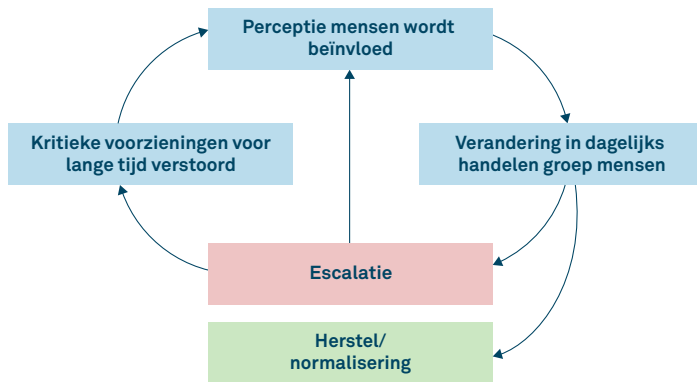 Perceptie mensen wordt
beïnvloed
Kritieke voorzieningen voor
lange tijd verstoord
Verandering in dagelijks
handelen groep mensen
Escalatie
Herstel/
normalisering